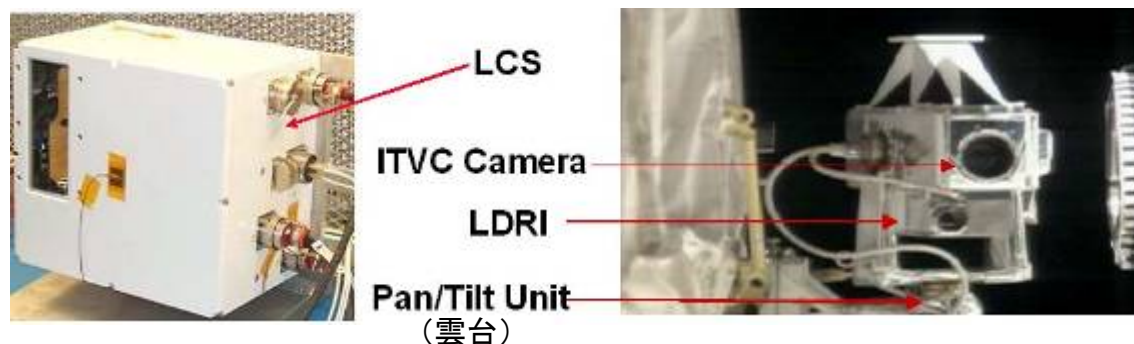 LCS
ITVC Camera
LDRI
Pan/Tilt Unit
（雲台）